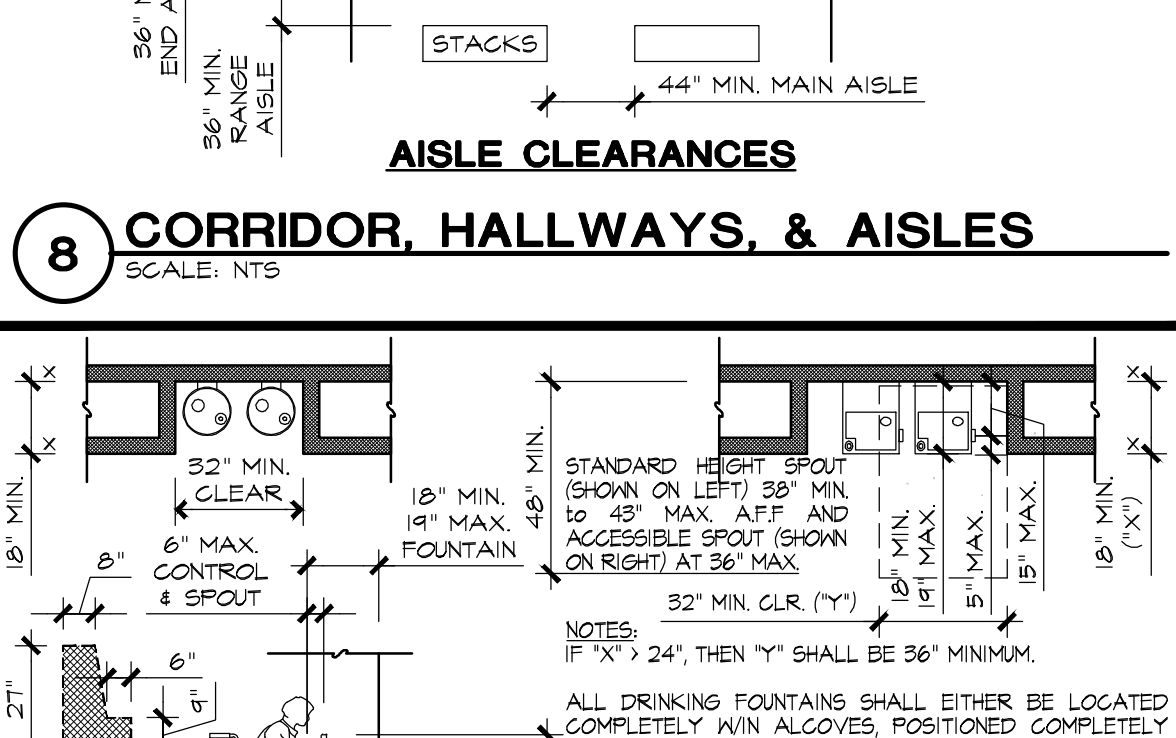 36"
END
36" MIN.
RANGE
AISLE
STACKS
44" MIN. MAIN AISLE
AISLE CLEARANCES
8
CORRIDOR, HALLWAYS, & AISLES
SCALE: NTS
X
X
18" MIN.
32" MIN.
CLEAR
8"
6" MAX.
CONTROL
& SPOUT
18" MIN.
19" MAX.
FOUNTAIN
27"
6"
9"
48" MIN.
STANDARD HEIGHT SPOUT
(SHOWN ON LEFT) 38" MIN.
to 43" MAX. A.F.F AND
ACCESSIBLE SPOUT (SHOWN
ON RIGHT) AT 36" MAX.
18" MIN.
19" MAX.
5" MAX.
15" MAX.
X
X
18" MIN.
("X")
32" MIN. CLR. ("Y")
NOTES:
IF "X" > 24", THEN "Y" SHALL BE 36" MINIMUM.
ALL DRINKING FOUNTAINS SHALL EITHER BE LOCATED
COMPLETELY W/IN ALCOVES, POSITIONED COMPLETELY